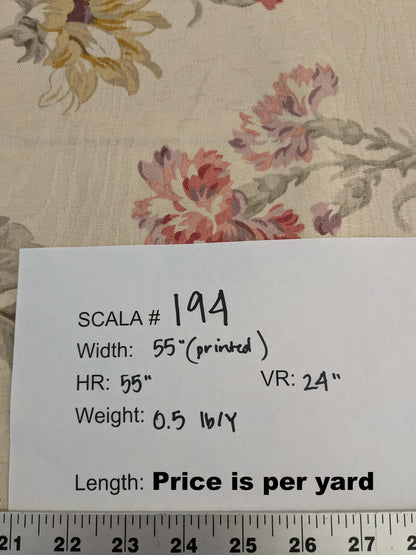 SCALA # 194
Width: 55" (printed)
HR: 55" VR: 24"
Weight: 0.5 lb/Y
Length: Price is per yard
21 22 23 24 25 26 27